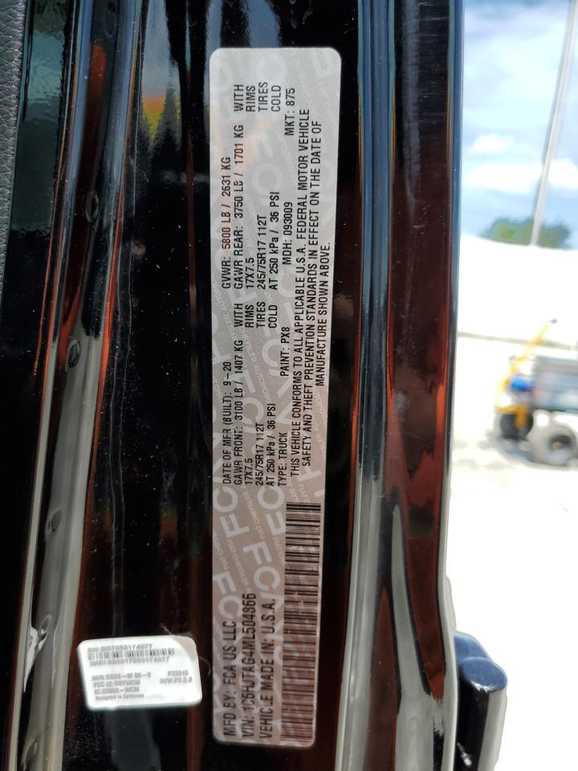 MFD. BY: FCA US LLC
DATE OF MFR (BUILT): 9-20
GVWR: 5800 LB / 2631 KG
GAWR FRONT: 3100 LB / 1407 KG WITH
GAWR REAR: 3750 LB / 1701 KG WITH
17X7.5 RIMS
17X7.5 RIMS
245/75R17 112T TIRES
245/75R17 112T TIRES
AT 250 kPa / 36 PSI COLD
AT 250 kPa / 36 PSI COLD
VIN: 1C6HJTAG4ML504866
TYPE: TRUCK
PAINT: PX8
MDH: 093009
MKT: 875
VEHICLE MADE IN: U.S.A.
THIS VEHICLE CONFORMS TO ALL APPLICABLE U.S.A. FEDERAL MOTOR VEHICLE
SAFETY AND THEFT PREVENTION STANDARDS IN EFFECT ON THE DATE OF
MANUFACTURE SHOWN ABOVE.